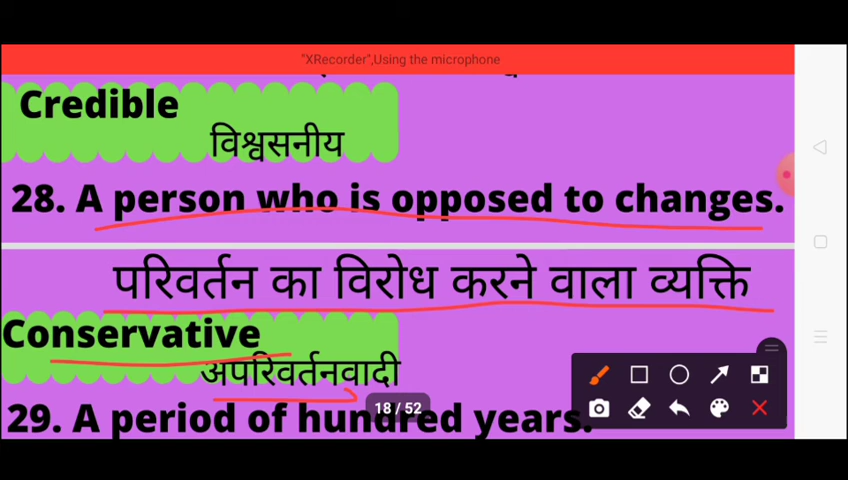 "XRecorder",Using the microphone
Credible
विश्वसनीय
28. A person who is opposed to changes.
परिवर्तन का विरोध करने वाला व्यक्ति
Conservative
अपरिवर्तनवादी
18 / 52
29. A period of hundred years.